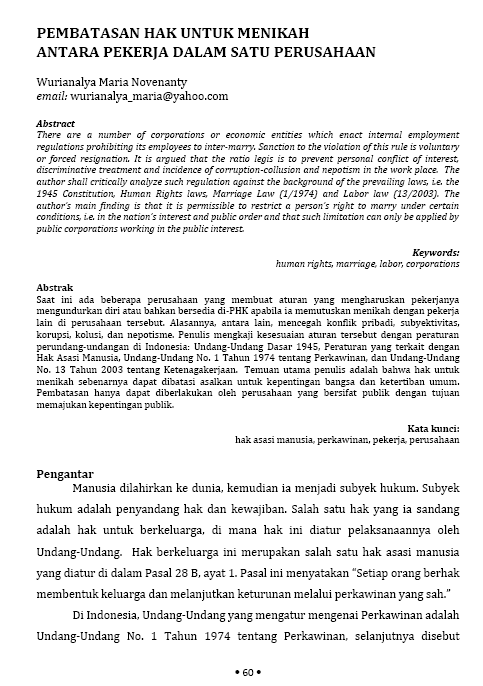 PEMBATASAN HAK UNTUK MENIKAH
ANTARA PEKERJA DALAM SATU PERUSAHAAN
Wurianalya Maria Novenanty
email: wurianalya_maria@yahoo.com
Abstract
There are a number of corporations or economic entities which enact internal employment
regulations prohibiting its employees to inter-marry. Sanction to the violation of this rule is voluntary
or forced resignation. It is argued that the ratio legis is to prevent personal conflict of interest,
discriminative treatment and incidence of corruption-collusion and nepotism in the work place. The
author shall critically analyze such regulation against the background of the prevailing laws, i.e. the
1945 Constitution, Human Rights laws, Marriage Law (1/1974) and Labor law (13/2003). The
author's main finding is that it is permissible to restrict a person's right to marry under certain
conditions, i.e. in the nation's interest and public order and that such limitation can only be applied by
public corporations working in the public interest.
Keywords:
human rights, marriage, labor, corporations
Abstrak
Saat ini ada beberapa perusahaan yang membuat aturan yang mengharuskan pekerjanya
mengundurkan diri atau bahkan bersedia di-PHK apabila ia memutuskan menikah dengan pekerja
lain di perusahaan tersebut. Alasannya, antara lain, mencegah konflik pribadi, subyektivitas,
korupsi, kolusi, dan nepotisme. Penulis mengkaji kesesuaian aturan tersebut dengan peraturan
perundang-undangan di Indonesia: Undang-Undang Dasar 1945, Peraturan yang terkait dengan
Hak Asasi Manusia, Undang-Undang No. 1 Tahun 1974 tentang Perkawinan, dan Undang-Undang
No. 13 Tahun 2003 tentang Ketenagakerjaan. Temuan utama penulis adalah bahwa hak untuk
menikah sebenarnya dapat dibatasi asalkan untuk kepentingan bangsa dan ketertiban umum.
Pembatasan hanya dapat diberlakukan oleh perusahaan yang bersifat publik dengan tujuan
memajukan kepentingan publik.
Kata kunci:
hak asasi manusia, perkawinan, pekerja, perusahaan
Pengantar
Manusia dilahirkan ke dunia, kemudian ia menjadi subyek hukum. Subyek
hukum adalah penyandang hak dan kewajiban. Salah satu hak yang ia sandang
adalah hak untuk berkeluarga, di mana hak ini diatur pelaksanaannya oleh
Undang-Undang. Hak berkeluarga ini merupakan salah satu hak asasi manusia
yang diatur di dalam Pasal 28 B, ayat 1. Pasal ini menyatakan “Setiap orang berhak
membentuk keluarga dan melanjutkan keturunan melalui perkawinan yang sah.”
Di Indonesia, Undang-Undang yang mengatur mengenai Perkawinan adalah
Undang-Undang No. 1 Tahun 1974 tentang Perkawinan, selanjutnya disebut
• 60 •